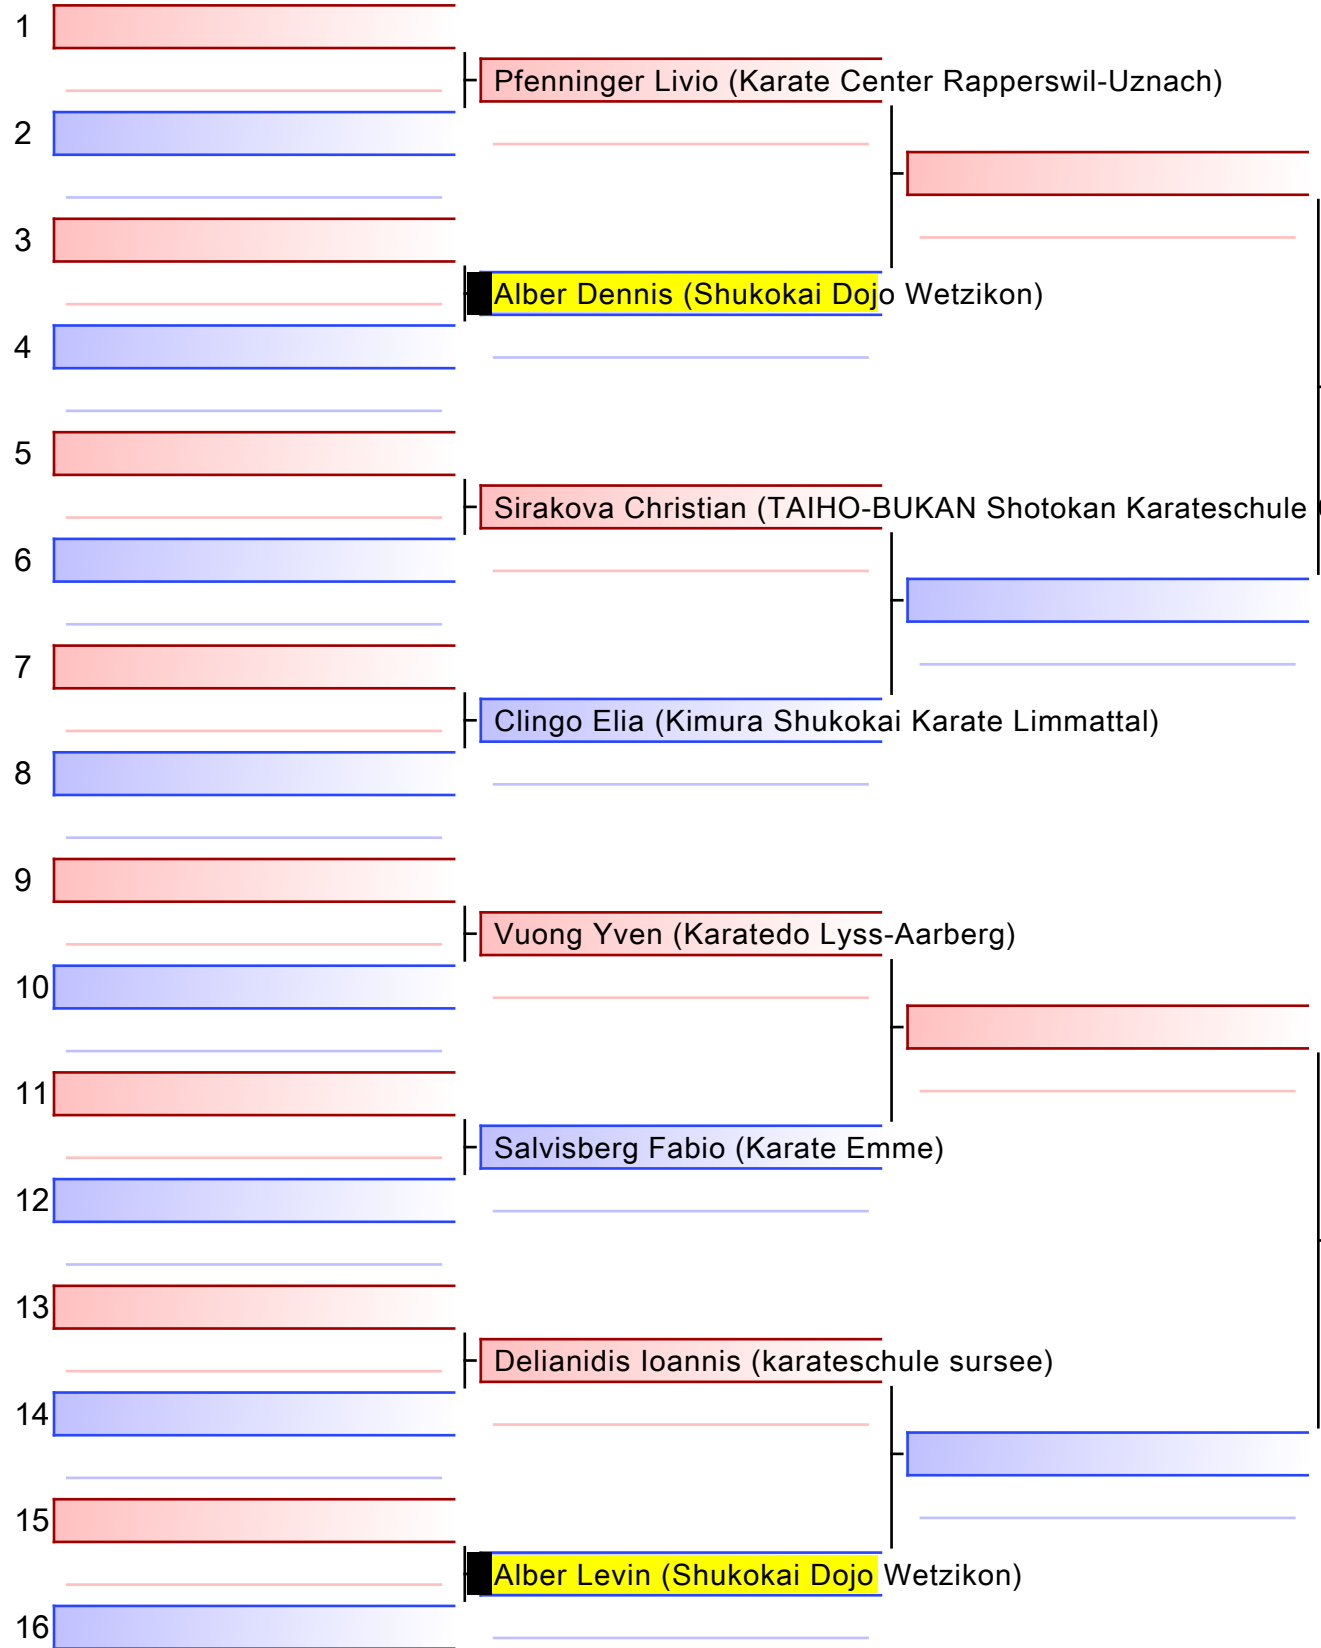 1
Pfenninger Livio (Karate Center Rapperswil-Uznach)
2
3
Alber Dennis (Shukokai Dojo Wetzikon)
4
5
Sirakova Christian (TAIHO-BUKAN Shotokan Karateschule
6
7
Clingo Elia (Kimura Shukokai Karate Limmattal)
8
9
Vuong Yven (Karatedo Lyss-Aarberg)
10
11
Salvisberg Fabio (Karate Emme)
12
13
Delianidis Ioannis (karateschule sursee)
14
15
Alber Levin (Shukokai Dojo Wetzikon)
16